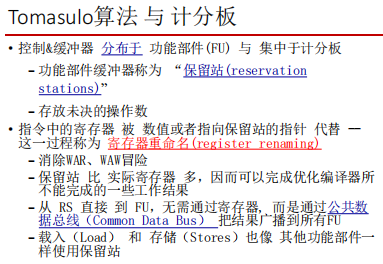 Tomasulo算法 与 计分板
• 控制&缓冲器 分布于 功能部件(FU) 与 集中于计分板
– 功能部件缓冲器称为 “保留站(reservation
stations)”
– 存放未决的操作数
• 指令中的寄存器 被 数值或者指向保留站的指针 代替 —
这一过程称为 寄存器重命名(register renaming)
– 消除WAR、WAW冒险
– 保留站 比 实际寄存器 多，因而可以完成优化编译器所
不能完成的一些工作结果
– 从 RS 直接 到 FU，无需通过寄存器，而是通过公共数
据总线（Common Data Bus） 把结果广播到所有FU
– 载入（Load） 和 存储（Stores）也像 其他功能部件一
样使用保留站